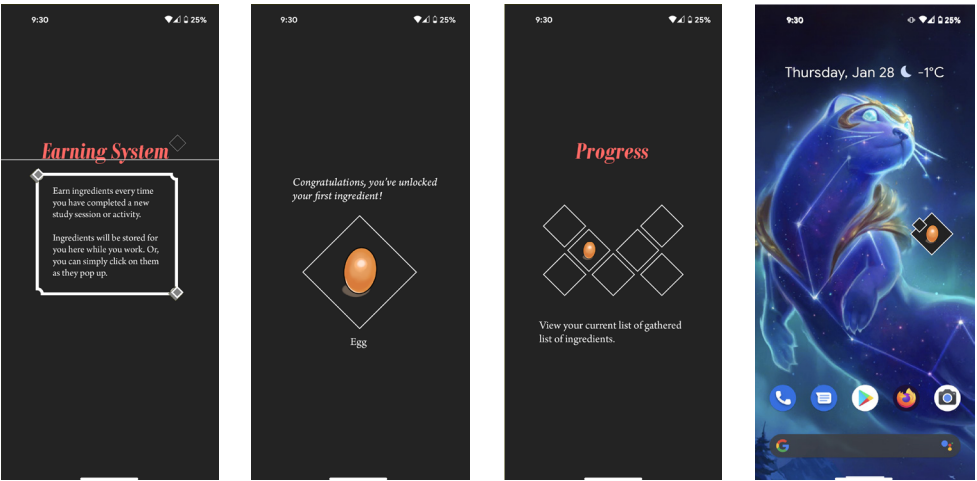 9:30
25%
Earning System
Earn ingredients every time
you have completed a new
study session or activity.
Ingredients will be stored for
you here while you work. Or,
you can simply click on them
as they pop up.
9:30
25%
Congratulations, you've unlocked
your first ingredient!
Egg
9:30
25%
Progress
View your current list of gathered
list of ingredients.
9:30
25%
Thursday, Jan 28 -1°C
G